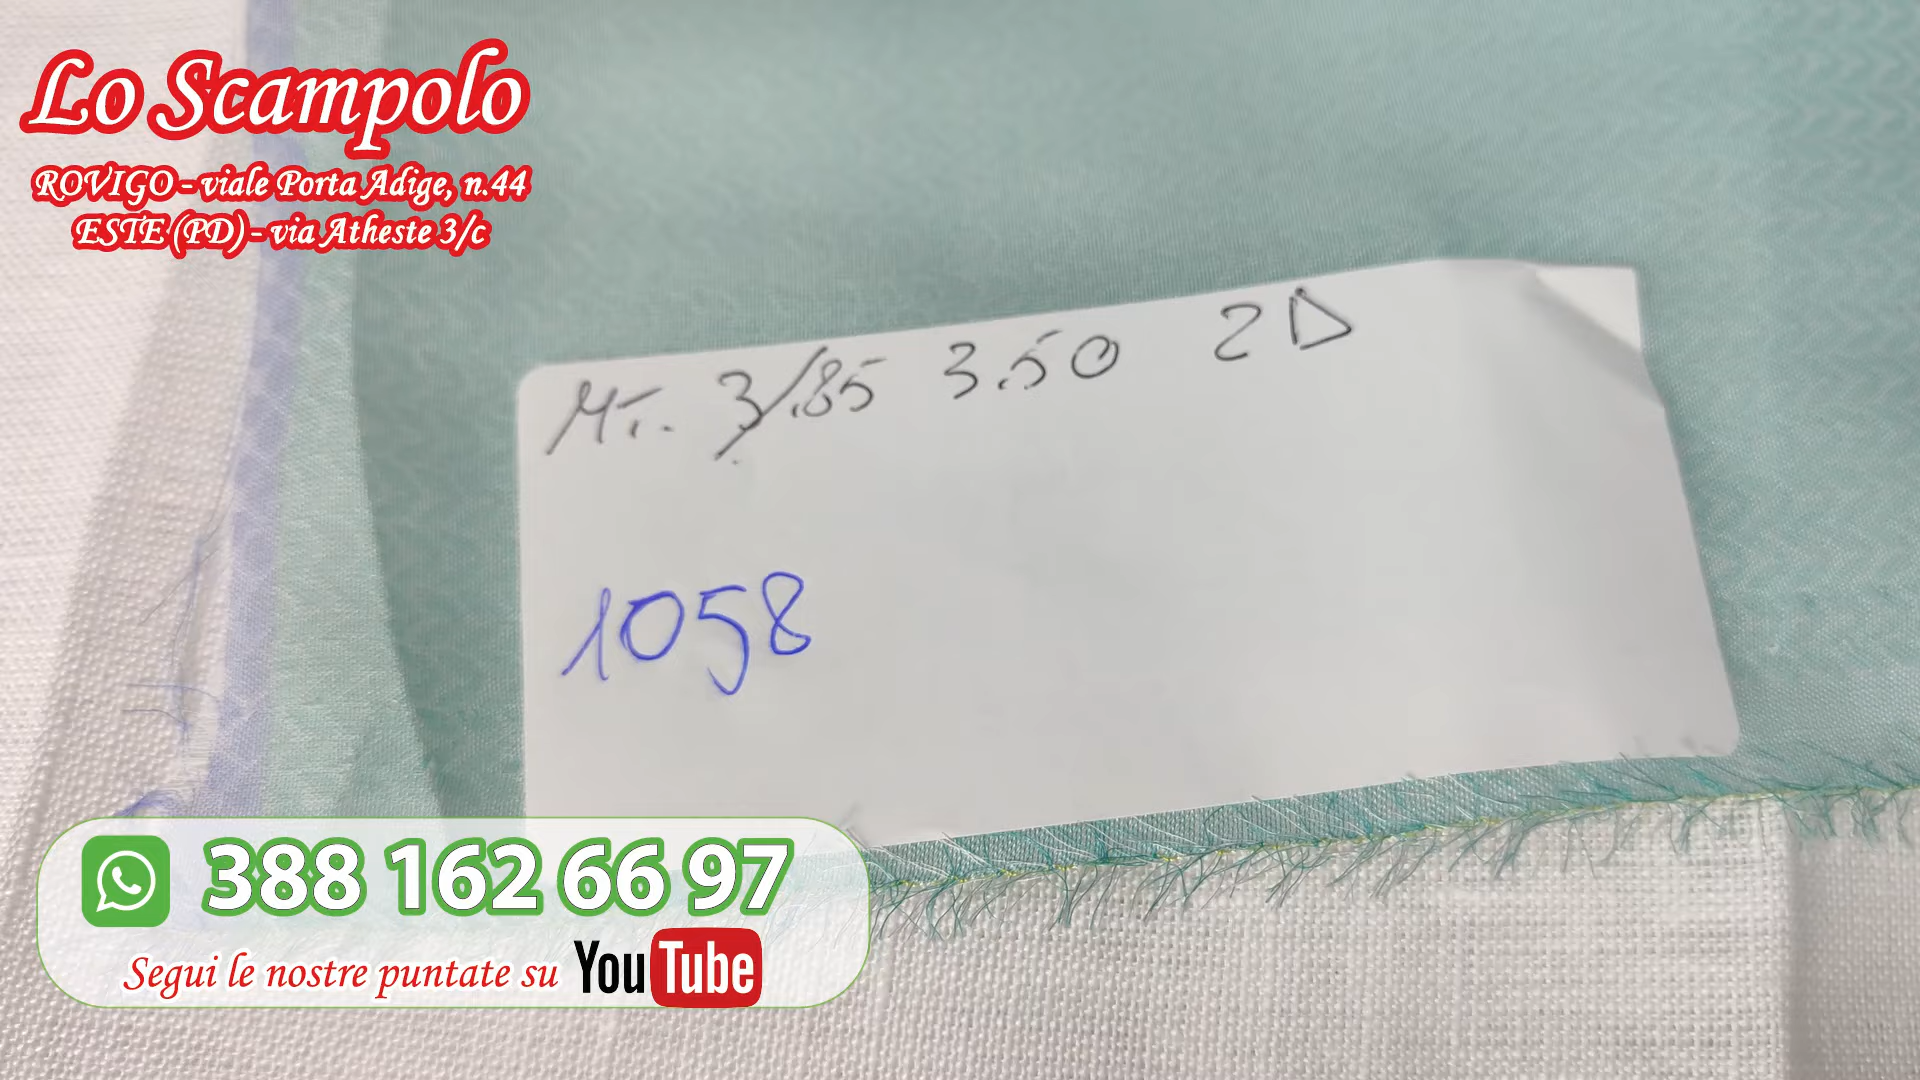 Lo Scampolo
ROVIGO - viale Porta Adige, n.44
ESTE (PD) - via Atheste 3/c
Mt. 3/.85 3.50 2D
1058
388 162 66 97
Segui le nostre puntate su YouTube